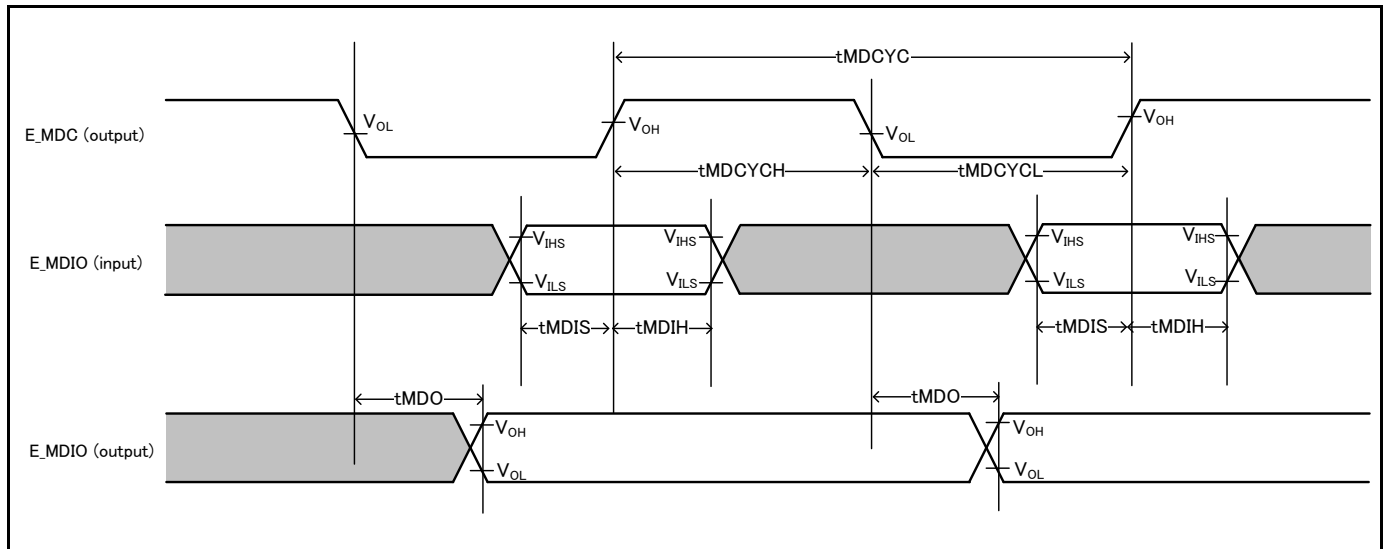 tMDCYC
E_MDC (output)
VOL
VOH
VOL
VOH
tMDCYCH
tMDCYCL
E_MDIO (input)
VIHS
VIHS
VIHS
VIHS
VILS
VILS
VILS
VILS
tMDIS
tMDIH
tMDIS
tMDIH
tMDO
tMDO
E_MDIO (output)
VOH
VOH
VOL
VOL